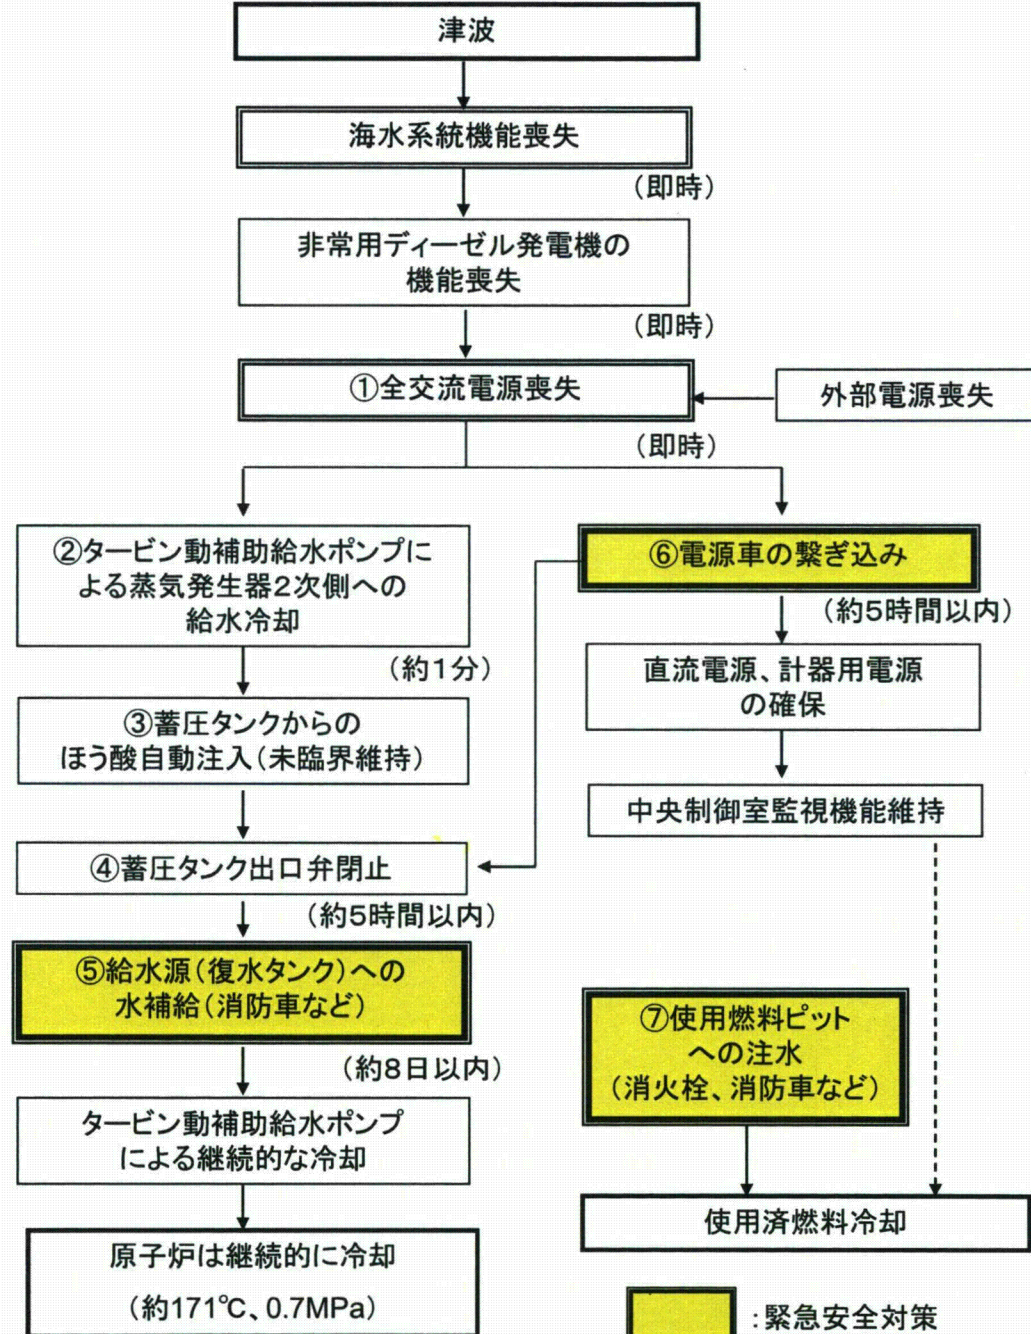 津波
海水系統機能喪失
（即時）
非常用ディーゼル発電機の
機能喪失
（即時）
①全交流電源喪失
外部電源喪失
（即時）
②タービン動補助給水ポンプに
よる蒸気発生器２次側への
給水冷却
（約１分）
③蓄圧タンクからの
ほう酸自動注入（未臨界維持）
④蓄圧タンク出口弁閉止
（約５時間以内）
⑤給水源（復水タンク）への
水補給（消防車など）
（約８日以内）
タービン動補助給水ポンプ
による継続的な冷却
原子炉は継続的に冷却
（約171℃、0.7MPa）
⑥電源車の繋ぎ込み
（約５時間以内）
直流電源、計器用電源
の確保
中央制御室監視機能維持
⑦使用燃料ピット
への注水
（消火栓、消防車など）
使用済燃料冷却
：緊急安全対策